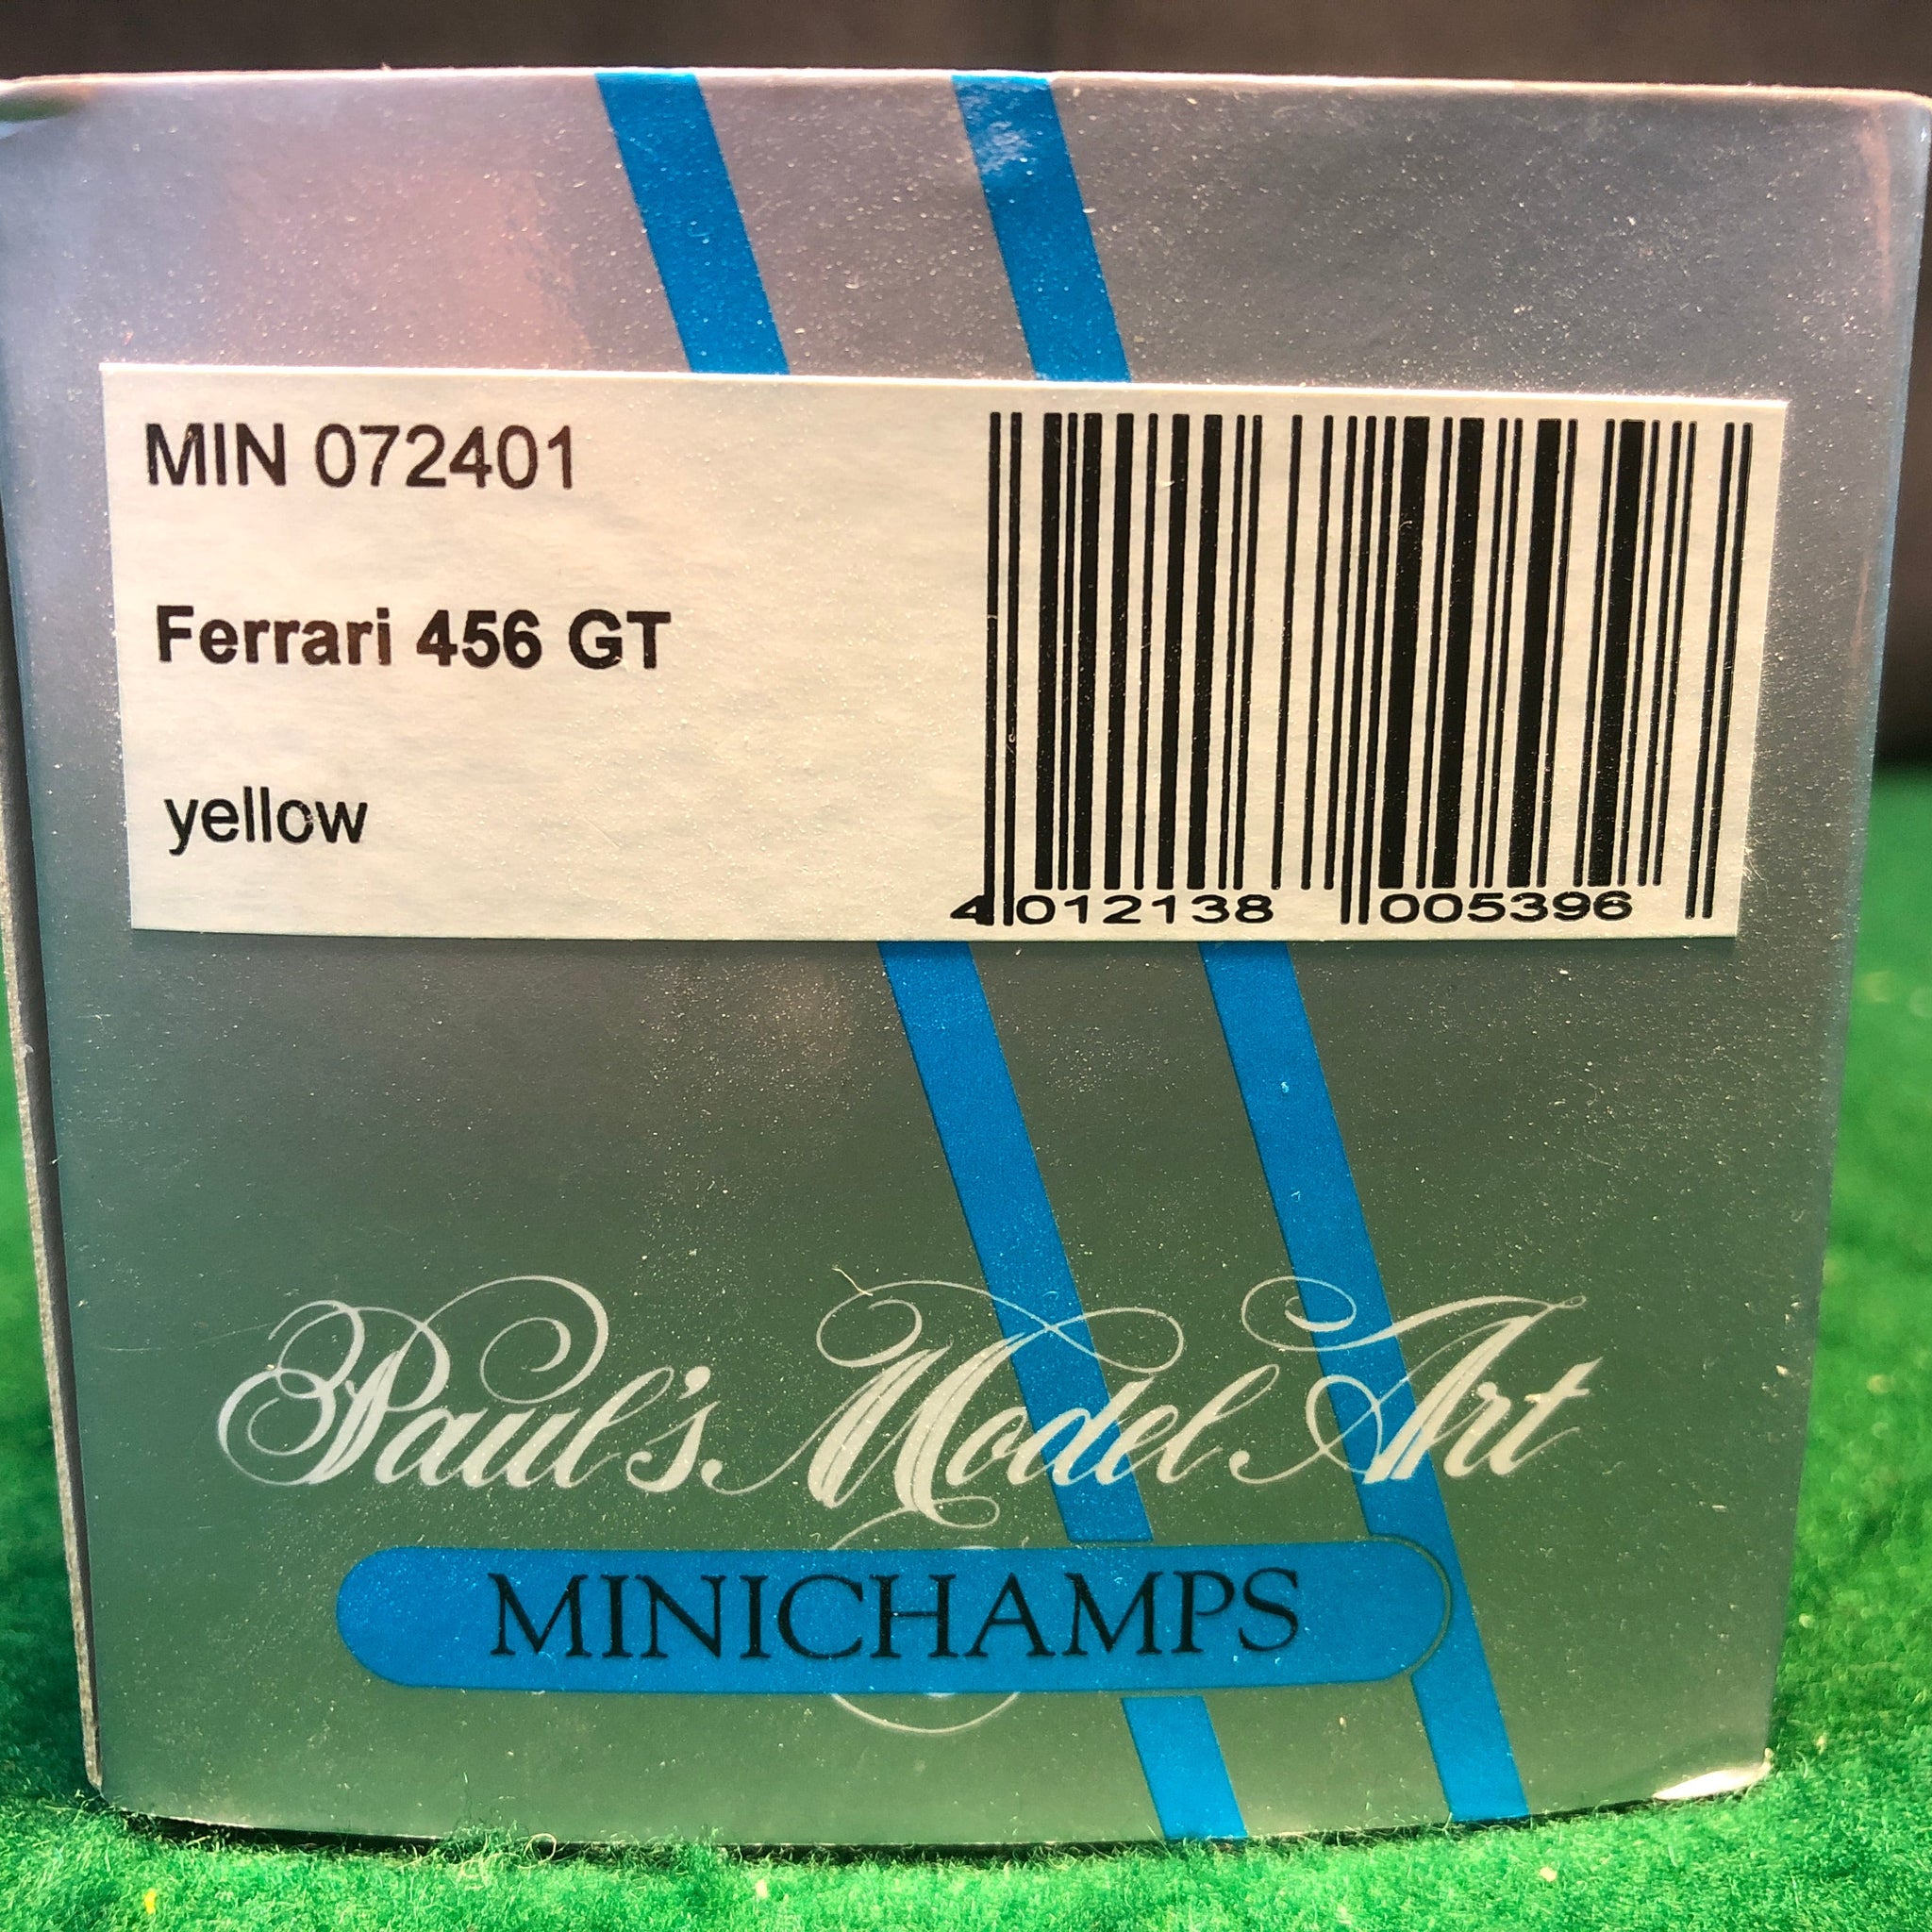 MIN 072401
Ferrari 456 GT
yellow
4 012138 005396
Paul's Model Art
MINICHAMPS